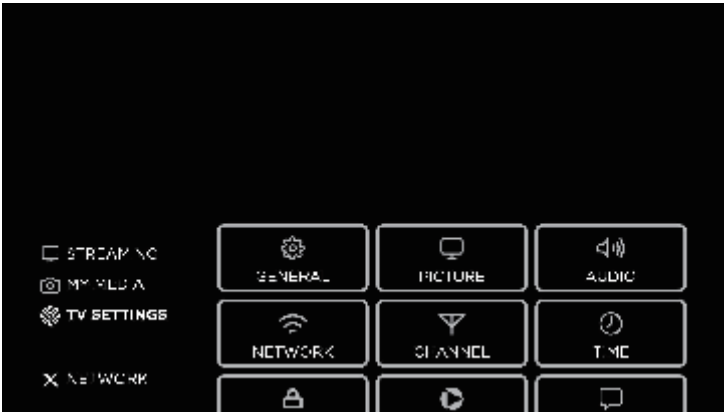 STREAMING
MY MEDIA
TV SETTINGS
NETWORK
GENERAL
PICTURE
AUDIO
NETWORK
CHANNEL
TIME